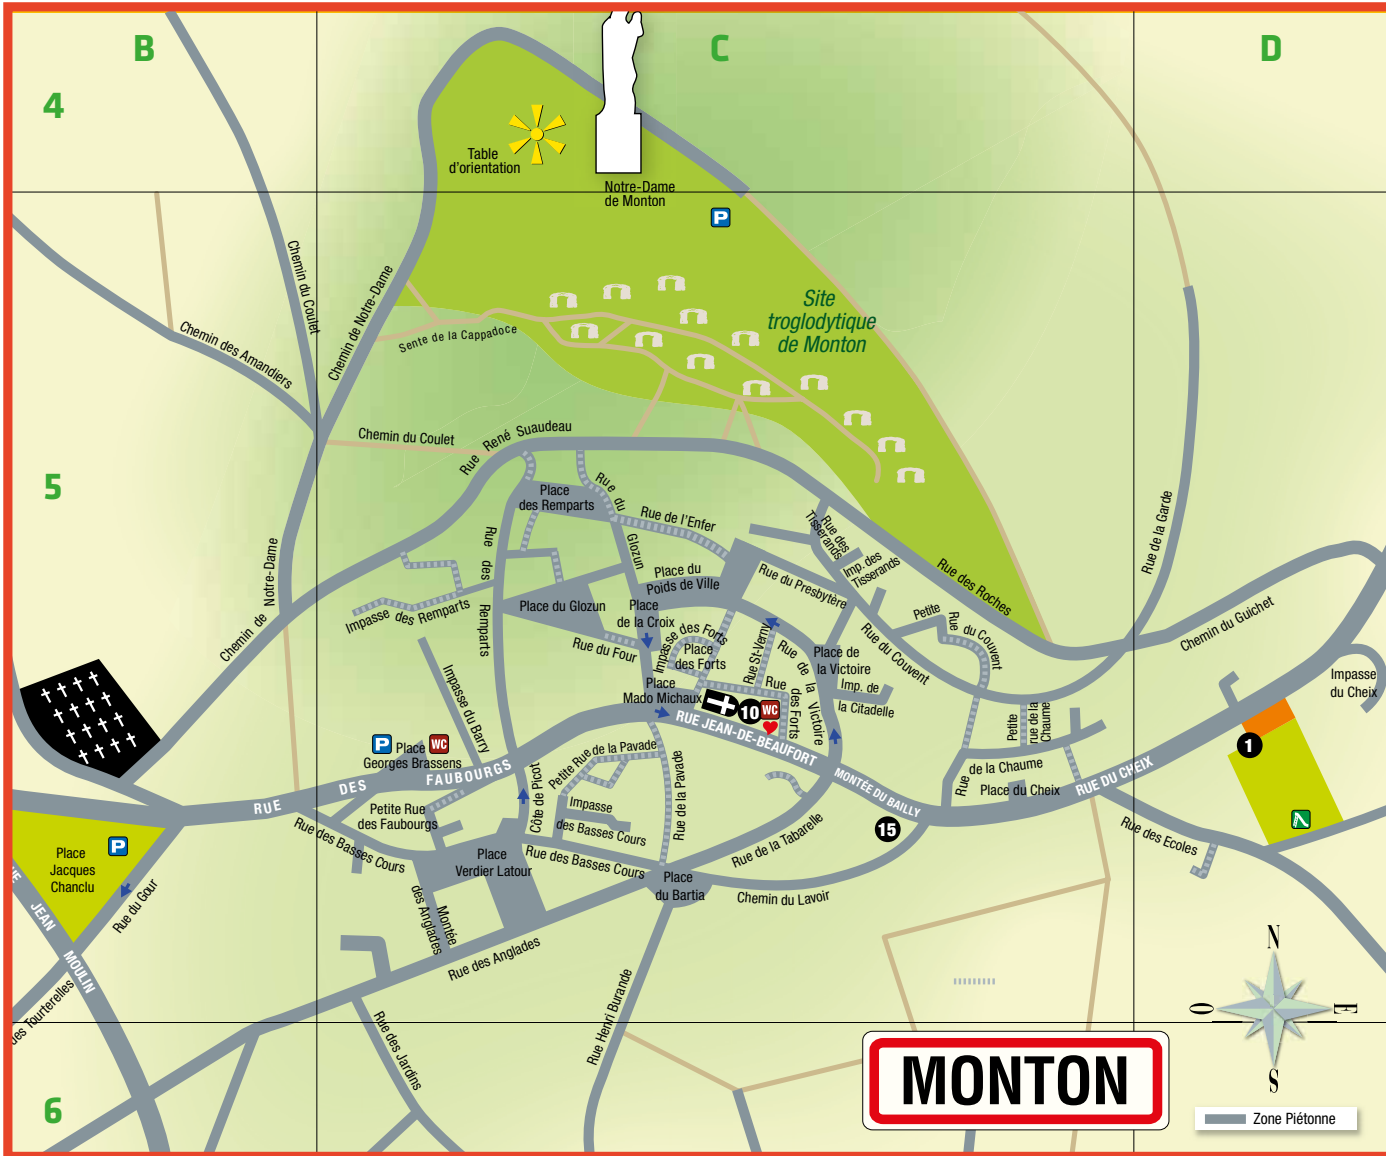 B
C
D
4
5
6
Table
d'orientation
Notre-Dame
de Monton
P
Chemin du Coulet
Chemin de Notre-Dame
Chemin des Amandiers
Sente de la Cappadoce
Site
troglodytique
de Monton
Chemin du Coulet
Rue René Suaudeau
Place
des Remparts
Rue du
Glozun
Rue de l'Enfer
Rue des
Tisserands
Imp. des
Tisserands
Rue des Roches
Rue de la Garde
Chemin du Guichet
Impasse
du Cheix
Chemin de Notre-Dame
Rue des Remparts
Impasse des Remparts
Place du Glozun
Place du
Poids de Ville
Place
de la Croix
Rue du Presbytère
Petite
Rue
du Couvent
Rue du Couvent
Rue du Four
Impasse des Forts
Place
des Forts
Rue St-Verny
Rue de la Victoire
Place de
la Victoire
Imp. de
la Citadelle
Place
Mado Michaux
Rue
des Forts
10
WC
RUE JEAN-DE-BEAUFORT
Impasse du Barry
P
Place
Georges Brassens
WC
RUE DES FAUBOURGS
Petite Rue
des Faubourgs
Côte de Picot
Petite Rue de la Pavade
Rue de la Pavade
Impasse
des Basses Cours
Rue des Basses Cours
Rue des Basses Cours
Place
Verdier Latour
Montée
des Anglades
Rue des Anglades
Place
du Bartia
Rue de la Tabarelle
Chemin du Lavoir
MONTÉE DU BAILLY
15
Petite
rue de la
Chaume
Rue
de la Chaume
Place du Cheix
RUE DU CHEIX
Rue des Ecoles
1
Place
Jacques
Chanclu
P
Rue du Gour
JEAN MOULIN
des Tourterelles
Rue des Jardins
Rue Henri Burande
N
O
E
S
MONTON
Zone Piétonne